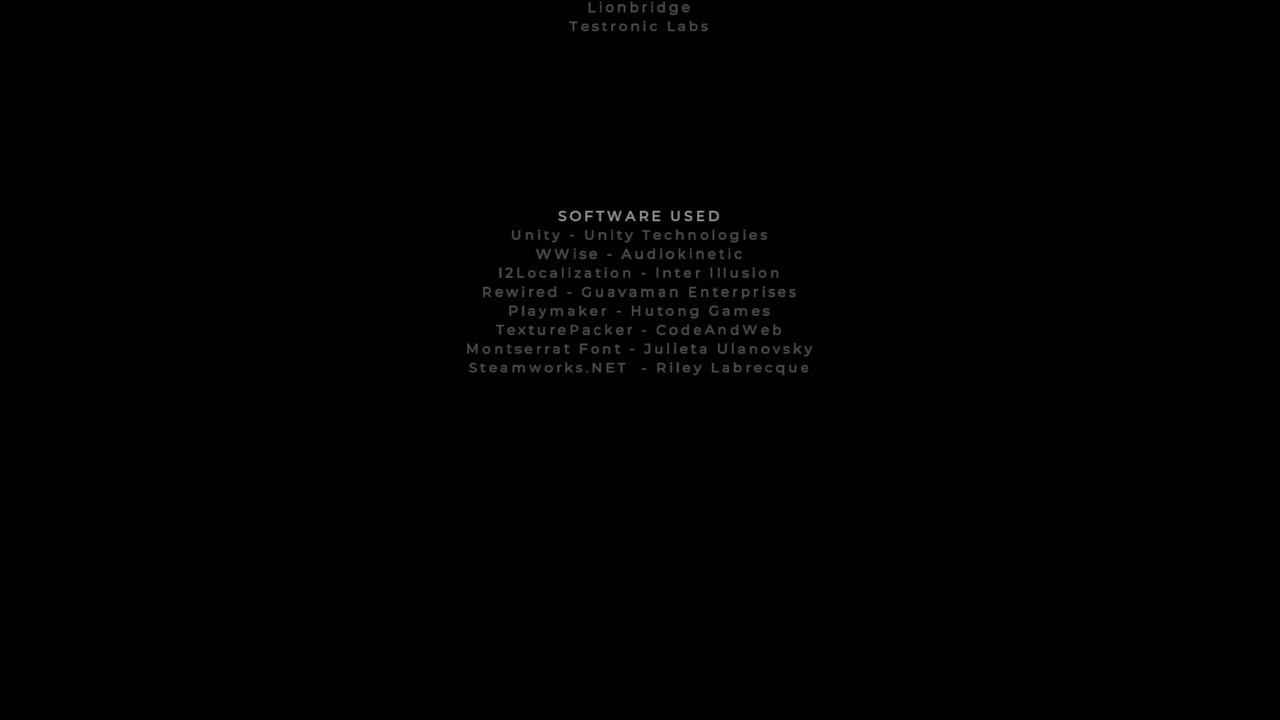 Lionbridge
Testronic Labs
SOFTWARE USED
Unity - Unity Technologies
WWise - Audiokinetic
I2Localization - Inter Illusion
Rewired - Guavaman Enterprises
Playmaker - Hutong Games
TexturePacker - CodeAndWeb
Montserrat Font - Julieta Ulanovsky
Steamworks.NET  - Riley Labrecque